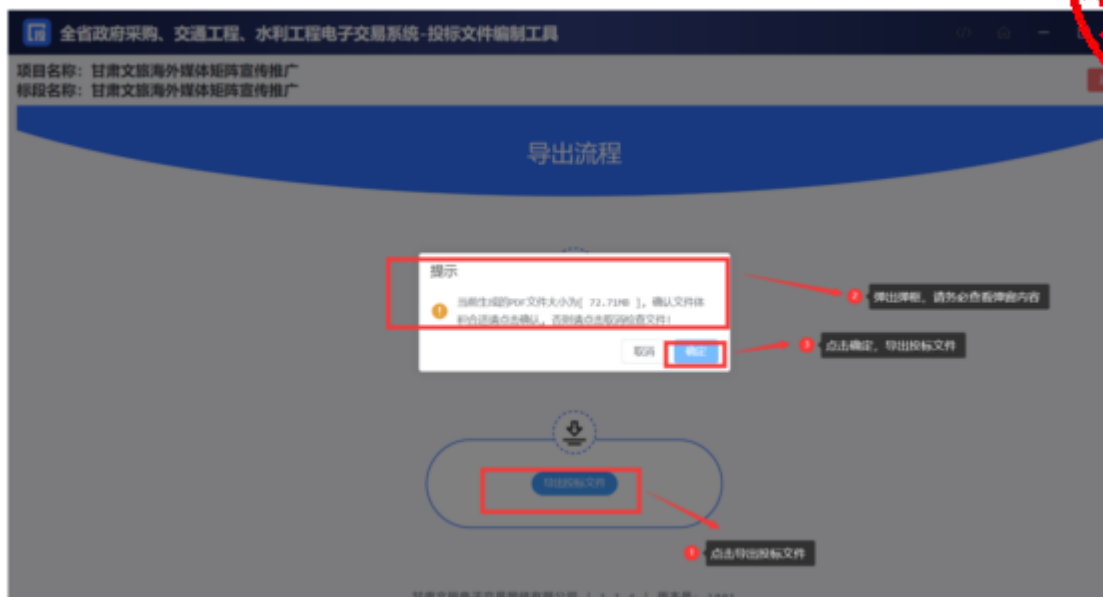 投 全省政府采购、交通工程、水利工程电子交易系统-投标文件编制工具
项目名称：甘肃文旅海外媒体矩阵宣传推广
标段名称：甘肃文旅海外媒体矩阵宣传推广
导出流程
提示
当前生成的PDF文件大小为[ 72.71MB ]，确认文件体
积合适请点击确认，否则请点击取消检查文件！
取消 确定
2 弹出弹框，请务必查看弹窗内容
3 点击确定，导出投标文件
导出投标文件
1 点击导出投标文件